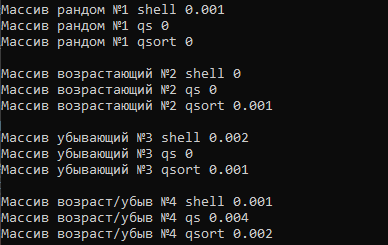 Массив рандом №1 shell 0.001
Массив рандом №1 qs 0
Массив рандом №1 qsort 0
Массив возрастающий №2 shell 0
Массив возрастающий №2 qs 0
Массив возрастающий №2 qsort 0.001
Массив убывающий №3 shell 0.002
Массив убывающий №3 qs 0
Массив убывающий №3 qsort 0.001
Массив возраст/убыв №4 shell 0.001
Массив возраст/убыв №4 qs 0.004
Массив возраст/убыв №4 qsort 0.002